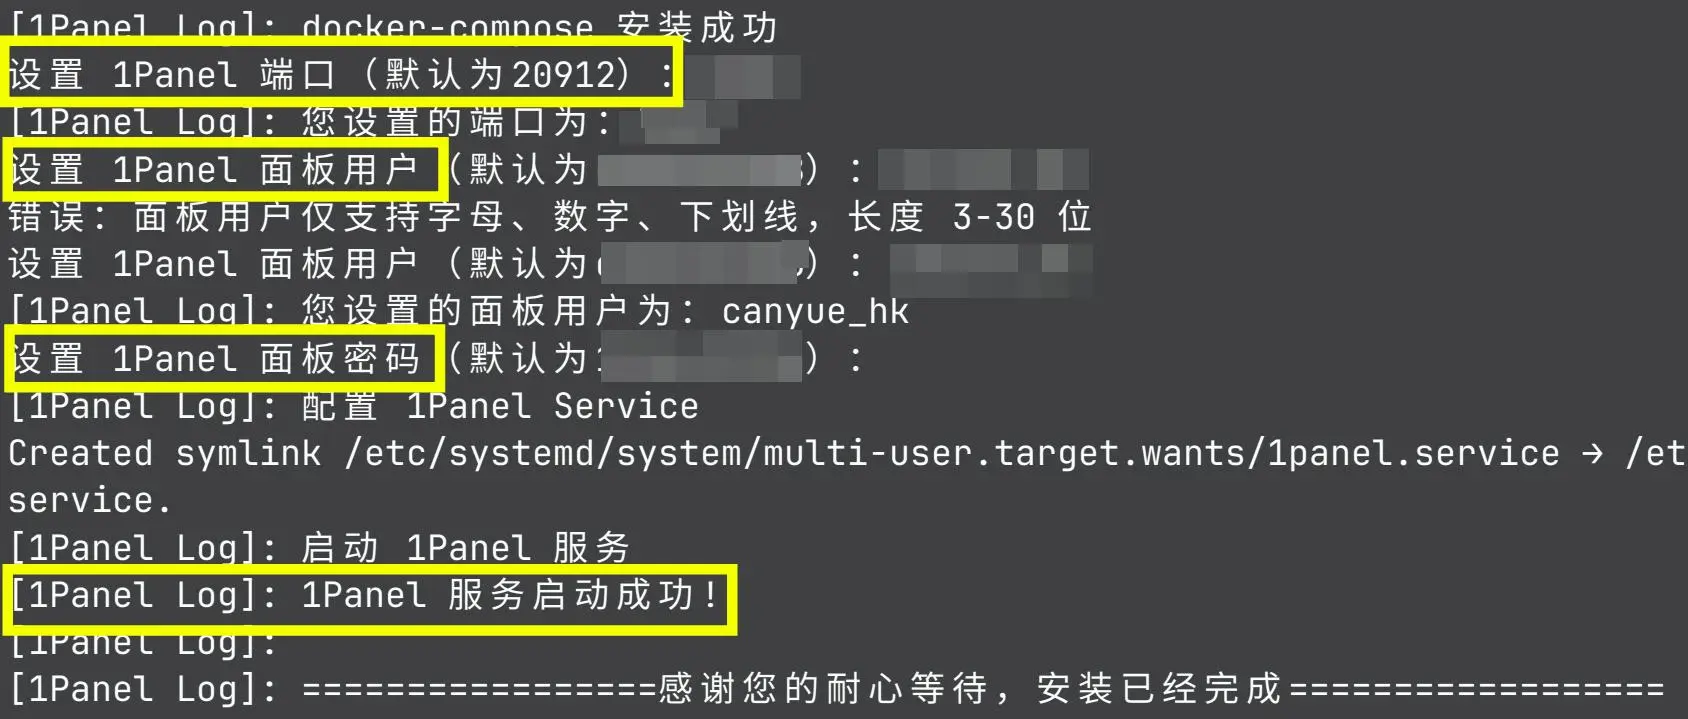 [1Panel Log]: docker-compose 安装成功
设置 1Panel 端口（默认为20912）:
[1Panel Log]: 您设置的端口为：
设置 1Panel 面板用户（默认为 ）：
错误：面板用户仅支持字母、数字、下划线，长度 3-30 位
设置 1Panel 面板用户（默认为 ）：
[1Panel Log]: 您设置的面板用户为：canyue_hk
设置 1Panel 面板密码（默认为 ）：
[1Panel Log]: 配置 1Panel Service
Created symlink /etc/systemd/system/multi-user.target.wants/1panel.service → /et
service.
[1Panel Log]: 启动 1Panel 服务
[1Panel Log]: 1Panel 服务启动成功!
[1Panel Log]:
[1Panel Log]: =================感谢您的耐心等待，安装已经完成==================